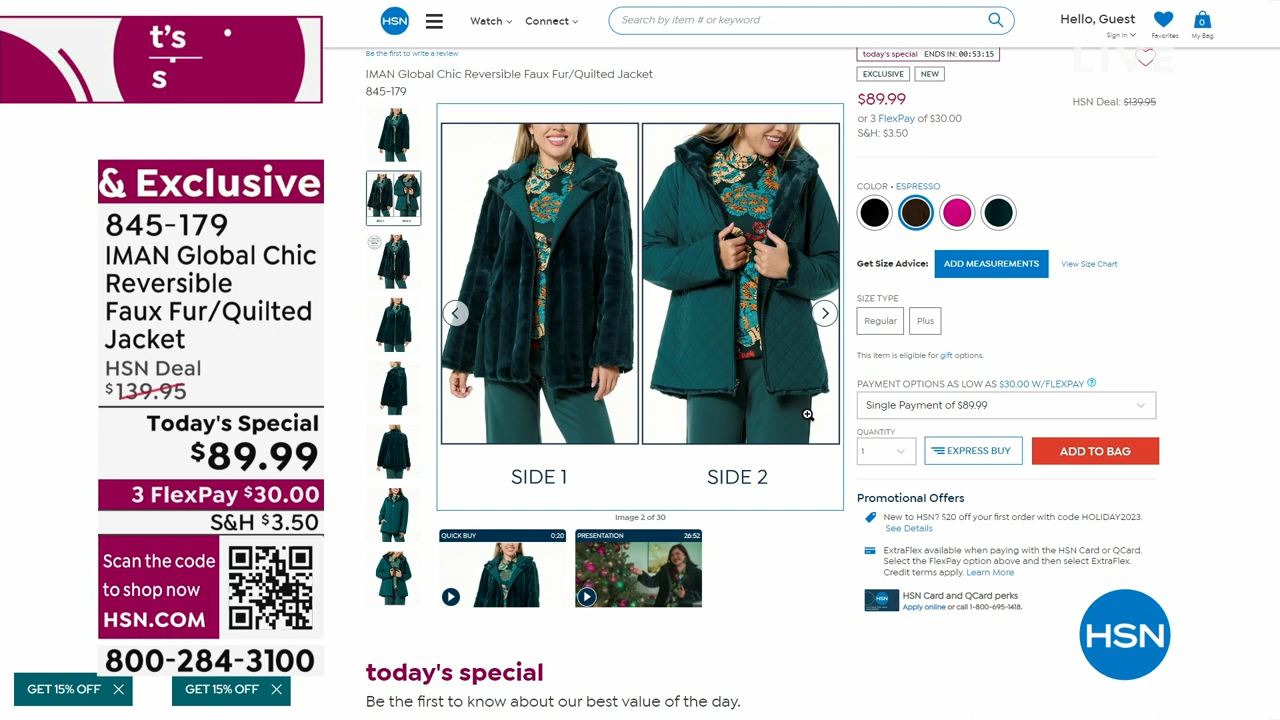 t's
s
& Exclusive
845-179
IMAN Global Chic
Reversible
Faux Fur/Quilted
Jacket
HSN Deal
$139.95
Today's Special
$89.99
3 FlexPay $30.00
S&H $3.50
Scan the code
to shop now
HSN.COM
800-284-3100
GET 15% OFF
GET 15% OFF
HSN
Watch
Connect
Search by item # or keyword
Hello, Guest
Sign In
Favorites
0
My Bag
LIVE
Be the first to write a review
IMAN Global Chic Reversible Faux Fur/Quilted Jacket
845-179
SIDE 1
SIDE 2
Image 2 of 30
QUICK BUY 0:20
PRESENTATION 26:52
today's special ENDS IN: 00:53:15
EXCLUSIVE
NEW
$89.99
HSN Deal: $139.95
or 3 FlexPay of $30.00
S&H: $3.50
COLOR • ESPRESSO
Get Size Advice:
ADD MEASUREMENTS
View Size Chart
SIZE TYPE
Regular
Plus
This item is eligible for gift options.
PAYMENT OPTIONS AS LOW AS $30.00 W/FLEXPAY
Single Payment of $89.99
QUANTITY
1
EXPRESS BUY
ADD TO BAG
Promotional Offers
New to HSN? $20 off your first order with code HOLIDAY2023.
See Details
ExtraFlex available when paying with the HSN Card or QCard.
Select the FlexPay option above and then select ExtraFlex.
Credit terms apply. Learn More
HSN Card and QCard perks
Apply online or call 1-800-695-1418.
HSN
today's special
Be the first to know about our best value of the day.